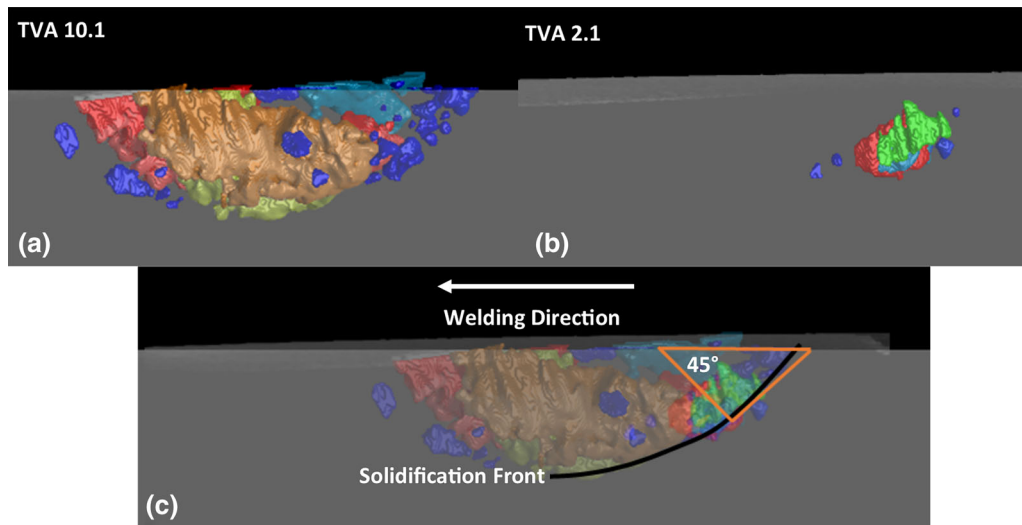 TVA 10.1
TVA 2.1
(a)
(b)
Welding Direction
45°
Solidification Front
(c)